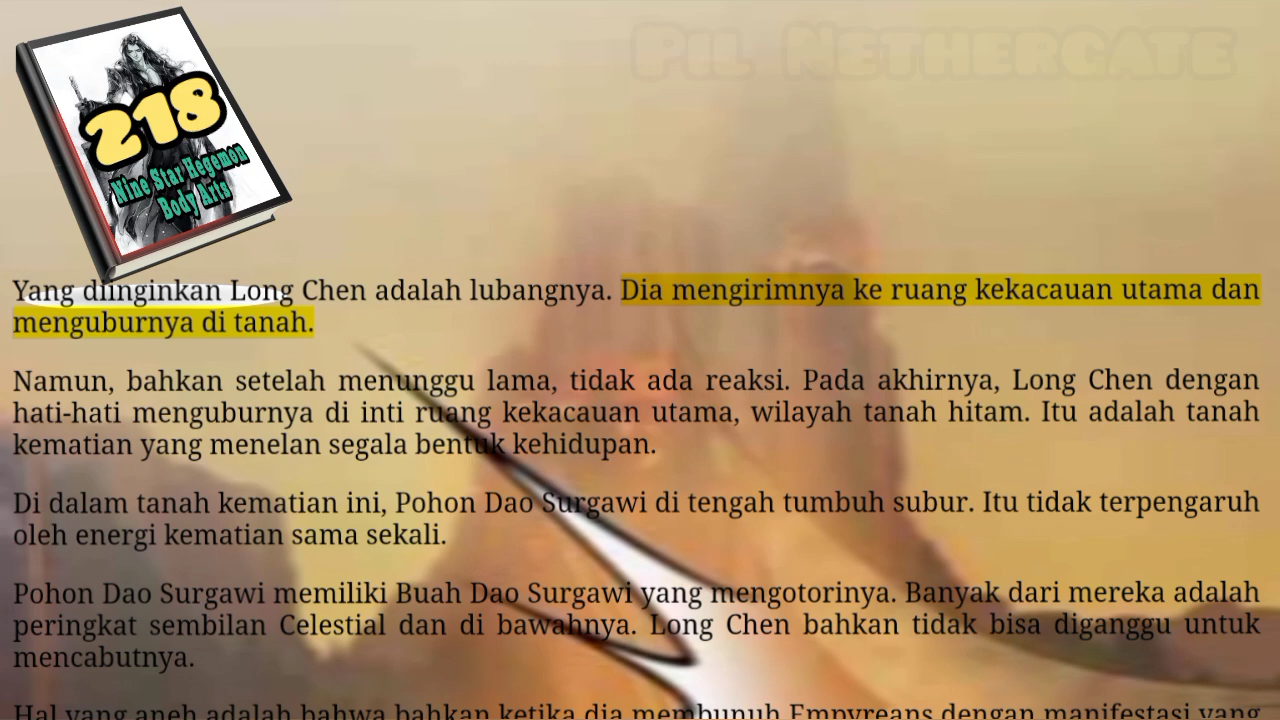 Pil Nethergate
218
Nine Star Hegemon
Body Arts
Yang diinginkan Long Chen adalah lubangnya. Dia mengirimnya ke ruang kekacauan utama dan
menguburnya di tanah.
Namun, bahkan setelah menunggu lama, tidak ada reaksi. Pada akhirnya, Long Chen dengan
hati-hati menguburnya di inti ruang kekacauan utama, wilayah tanah hitam. Itu adalah tanah
kematian yang menelan segala bentuk kehidupan.
Di dalam tanah kematian ini, Pohon Dao Surgawi di tengah tumbuh subur. Itu tidak terpengaruh
oleh energi kematian sama sekali.
Pohon Dao Surgawi memiliki Buah Dao Surgawi yang mengotorinya. Banyak dari mereka adalah
peringkat sembilan Celestial dan di bawahnya. Long Chen bahkan tidak bisa diganggu untuk
mencabutnya.
Hal yang aneh adalah bahwa bahkan ketika dia membunuh Empyreans dengan manifestasi yang